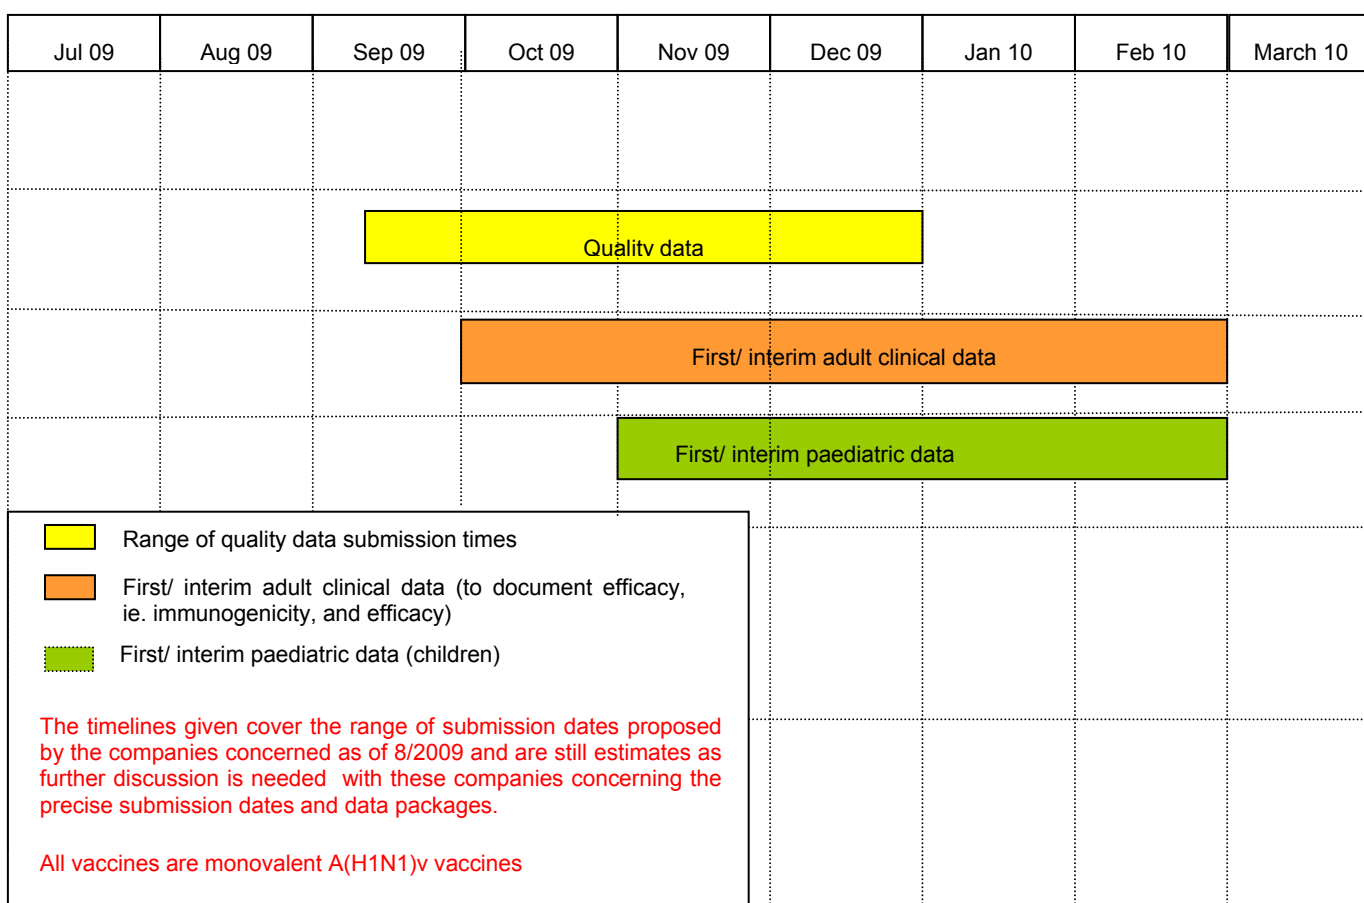 Jul 09 Aug 09 Sep 09 Oct 09 Nov 09 Dec 09 Jan 10 Feb 10 March 10
Quality data
First/ interim adult clinical data
First/ interim paediatric data
Range of quality data submission times
First/ interim adult clinical data (to document efficacy,
ie. immunogenicity, and efficacy)
First/ interim paediatric data (children)
The timelines given cover the range of submission dates proposed
by the companies concerned as of 8/2009 and are still estimates as
further discussion is needed with these companies concerning the
precise submission dates and data packages.
All vaccines are monovalent A(H1N1)v vaccines